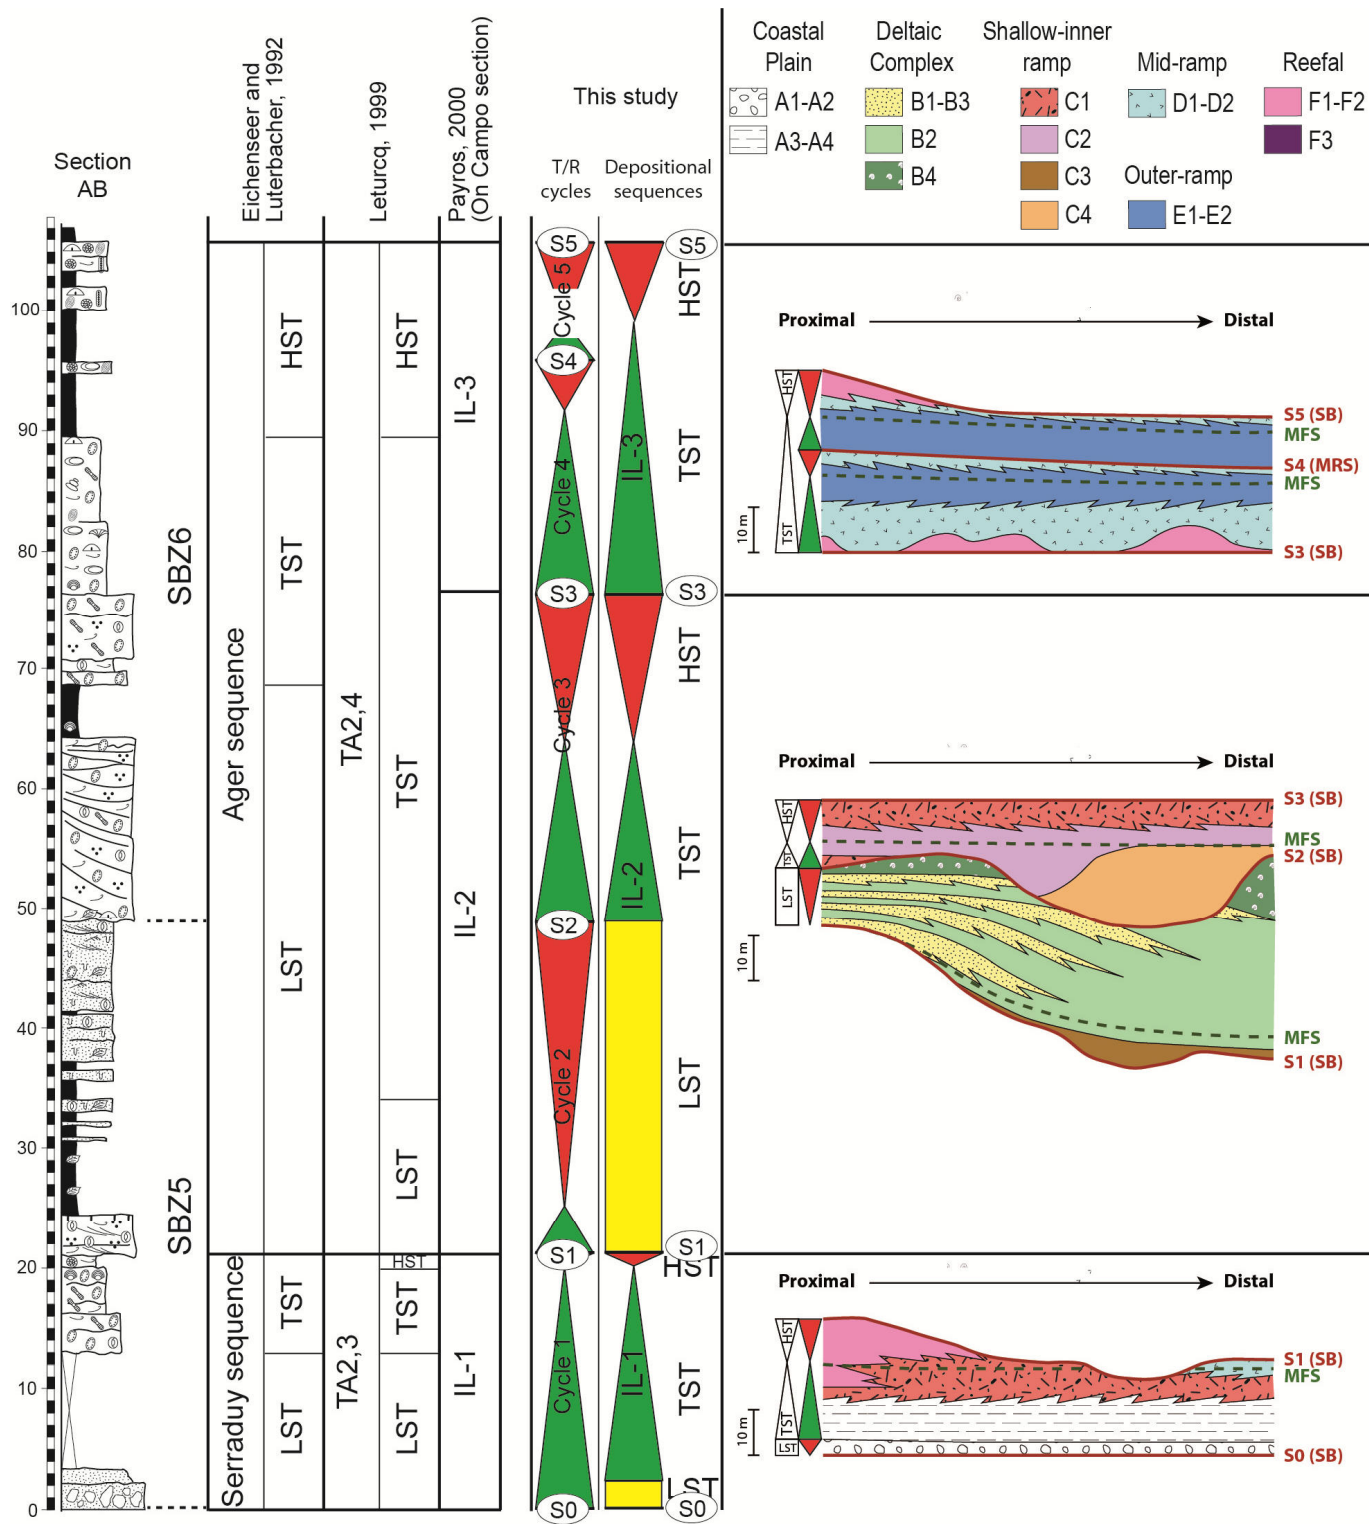 Section
AB
Eichenseer and
Luterbacher, 1992
Leturcq, 1999
Payros, 2000
(On Campo section)
This study
T/R
cycles
Depositional
sequences
Coastal
Plain
A1-A2
A3-A4
Deltaic
Complex
B1-B3
B2
B4
Shallow-inner
ramp
C1
C2
C3
C4
Mid-ramp
D1-D2
Outer-ramp
E1-E2
Reefal
F1-F2
F3
100
90
80
70
60
50
40
30
20
10
0
SBZ6
SBZ5
Ager sequence
Serraduy sequence
HST
TST
LST
TST
LST
TA2,4
TA2,3
HST
TST
LST
HST
TST
LST
IL-3
IL-2
IL-1
S5
Cycle 5
S4
Cycle 4
S3
Cycle 3
S2
Cycle 2
S1
Cycle 1
S0
IL-3
IL-2
IL-1
S5
HST
TST
S3
HST
TST
LST
S1
HST
TST
LST
S0
Proximal
Distal
HST
TST
10 m
S5 (SB)
MFS
S4 (MRS)
MFS
S3 (SB)
Proximal
Distal
HST
TST
LST
10 m
S3 (SB)
MFS
S2 (SB)
MFS
S1 (SB)
Proximal
Distal
HST
TST
LST
10 m
S1 (SB)
MFS
S0 (SB)